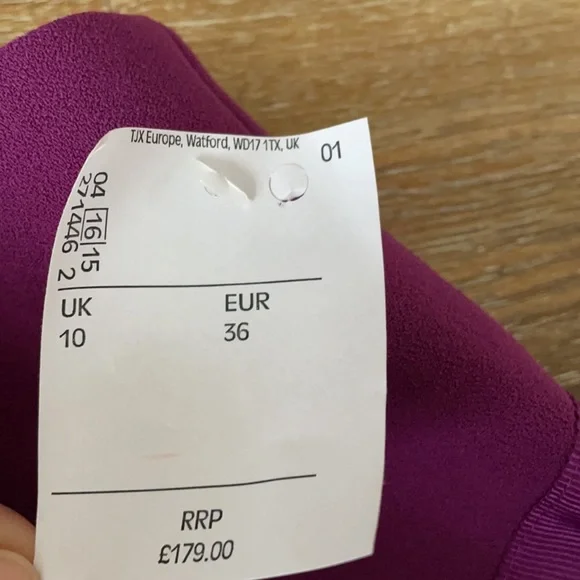 TJX Europe, Watford, WD17 1TX, UK
01
04 16 15
27 1446 2
UK EUR
10 36
RRP
£179.00